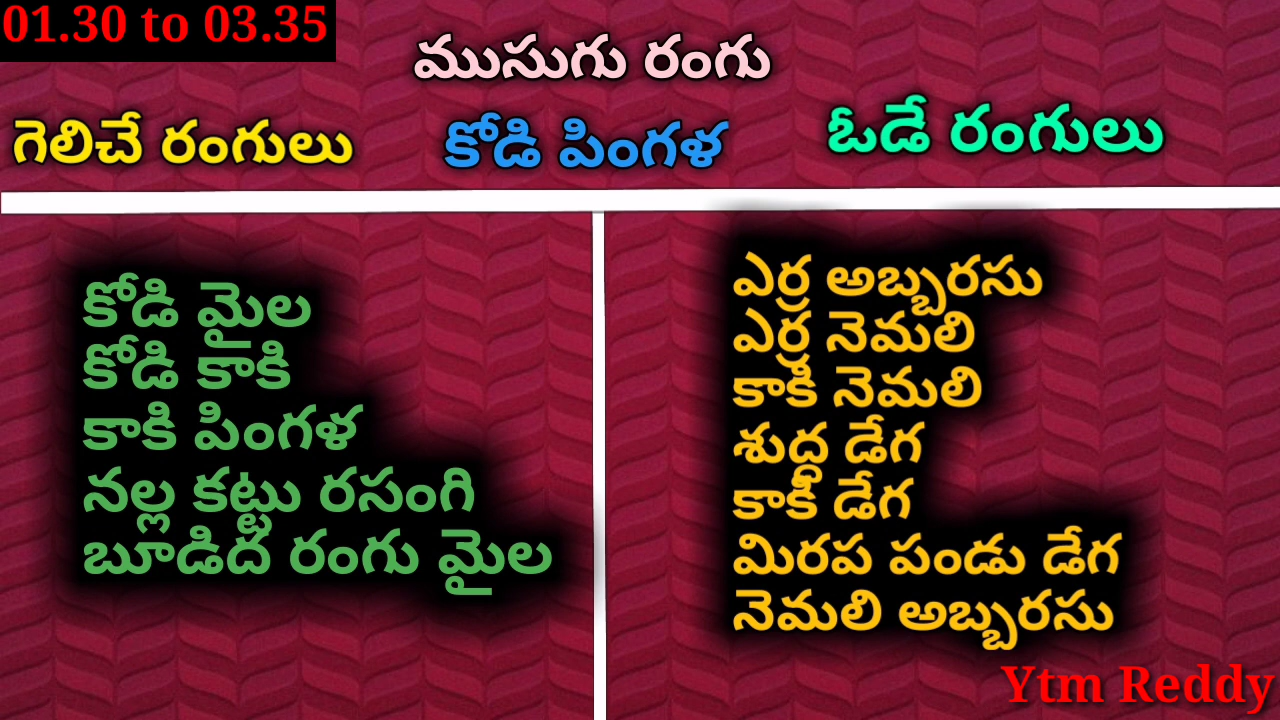 01.30 to 03.35
ముసుగు రంగు
గెలిచే రంగులు
కోడి పింగళ
ఓడే రంగులు
కోడి మైల
కోడి కాకి
కాకి పింగళ
నల్ల కట్టు రసంగి
బూడిద రంగు మైల
ఎర్ర అబ్బరసు
ఎర్ర నెమలి
కాకి నెమలి
శుద్ధ డేగ
కాకి డేగ
మిరప పండు డేగ
నెమలి అబ్బరసు
Ytm Reddy